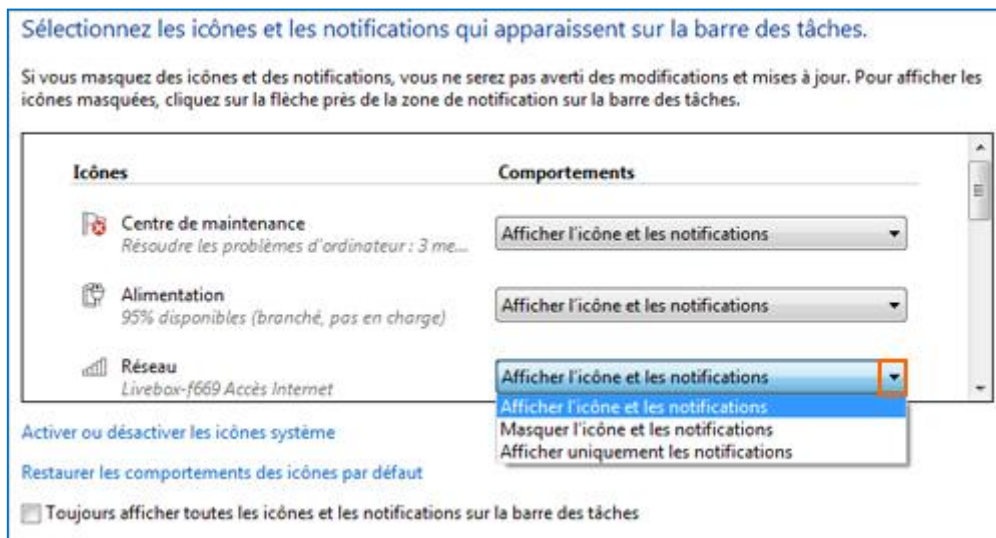 Sélectionnez les icônes et les notifications qui apparaissent sur la barre des tâches.
Si vous masquez des icônes et des notifications, vous ne serez pas averti des modifications et mises à jour. Pour afficher les
icônes masquées, cliquez sur la flèche près de la zone de notification sur la barre des tâches.
Icônes Comportements
Centre de maintenance Afficher l'icône et les notifications
Résoudre les problèmes d'ordinateur : 3 me...
Alimentation Afficher l'icône et les notifications
95% disponibles (branché, pas en charge)
Réseau Afficher l'icône et les notifications
Livebox-f669 Accès Internet
Afficher l'icône et les notifications
Masquer l'icône et les notifications
Afficher uniquement les notifications
Activer ou désactiver les icônes système
Restaurer les comportements des icônes par défaut
Toujours afficher toutes les icônes et les notifications sur la barre des tâches